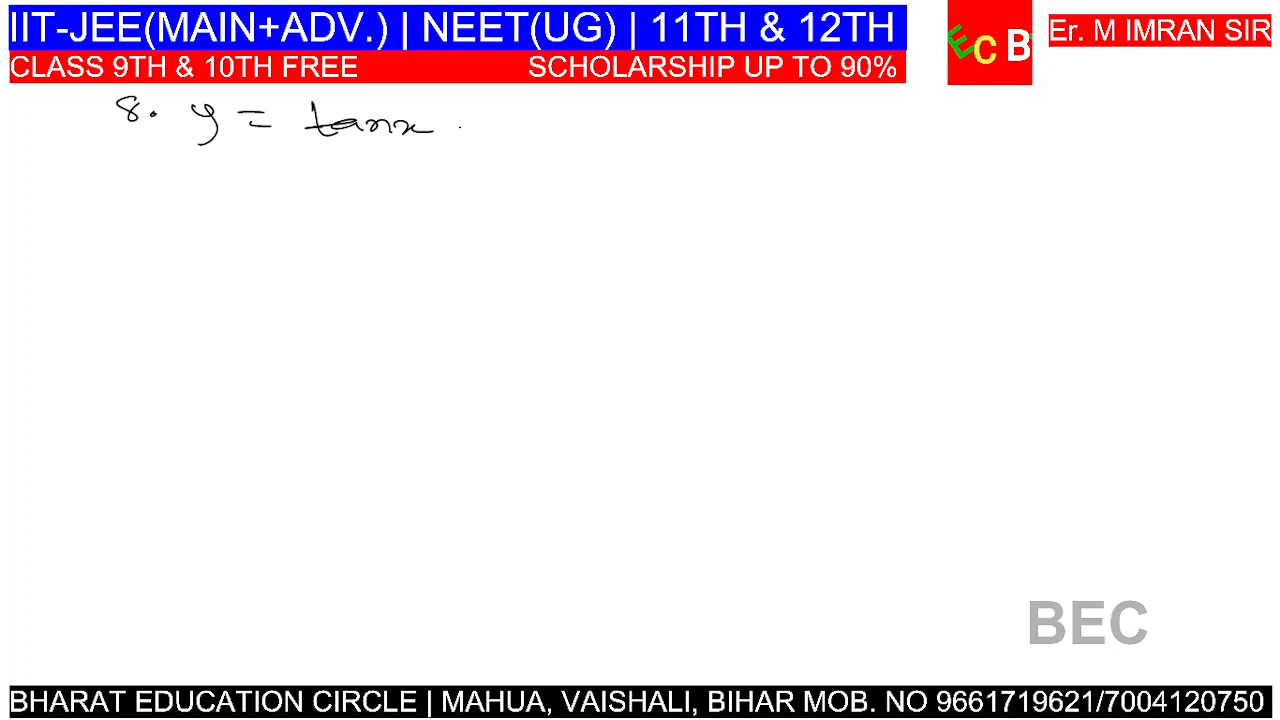 IIT-JEE(MAIN+ADV.) | NEET(UG) | 11TH & 12TH
CLASS 9TH & 10TH FREE SCHOLARSHIP UP TO 90%
ECB
Er. M IMRAN SIR
8. y = tanx .
BEC
BHARAT EDUCATION CIRCLE | MAHUA, VAISHALI, BIHAR MOB. NO 9661719621/7004120750